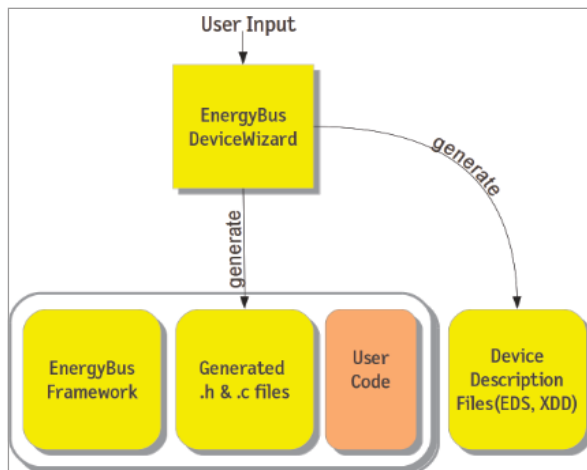 User Input
EnergyBus
DeviceWizard
generate
generate
EnergyBus
Framework
Generated
.h & .c files
User
Code
Device
Description
Files(EDS, XDD)